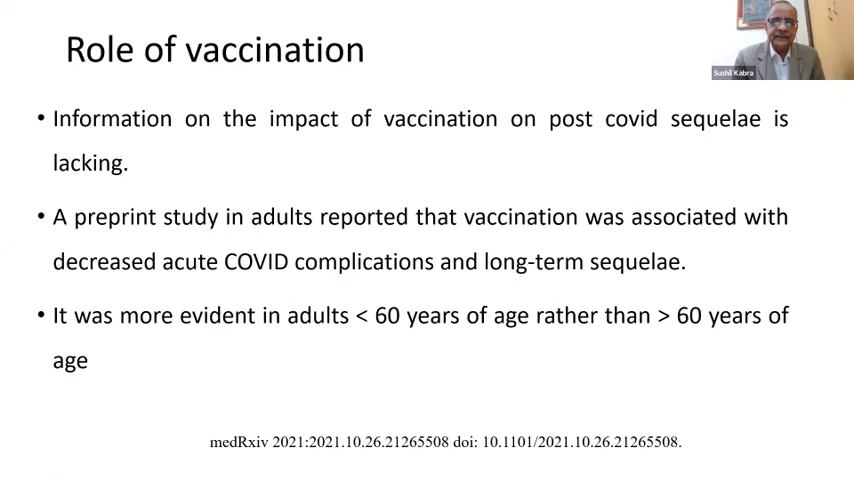 Role of vaccination
Sushil Kabra
• Information on the impact of vaccination on post covid sequelae is
lacking.
• A preprint study in adults reported that vaccination was associated with
decreased acute COVID complications and long-term sequelae.
• It was more evident in adults < 60 years of age rather than > 60 years of
age
medRxiv 2021:2021.10.26.21265508 doi: 10.1101/2021.10.26.21265508.